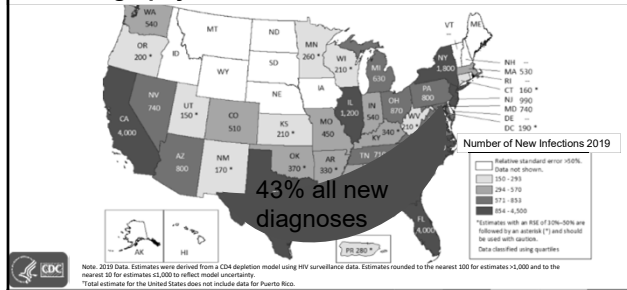 WA
540
MT
ND
VT
ME
OR
200 *
ID
MN
260 *
WI
210 *
MI
630
NY
1,800
NH --
MA 530
RI --
CT 160 *
NJ 990
MD 740
DE --
DC 190 *
SD
WY
IA
NE
PA
800
OH
870
IN
540
IL
1,200
NV
740
UT
150 *
CO
510
KS
210 *
MO
450
KY 340 *
WV
210 *
CA
4,000
AZ
800
NM
170 *
OK
370 *
AR
330 *
TN
43% all new
diagnoses
FL
4,000
AK
HI
PR 280 *
Number of New Infections 2019
Relative standard error >50%.
Data not shown.
150 - 293
294 - 570
571 - 853
854 - 4,500
*Estimates with an RSE of 30%–50% are
followed by an asterisk (*) and should
be used with caution.
Data classified using quartiles
CDC
Note. 2019 Data. Estimates were derived from a CD4 depletion model using HIV surveillance data. Estimates rounded to the nearest 100 for estimates >1,000 and to the
nearest 10 for estimates ≤1,000 to reflect model uncertainty.
*Total estimate for the United States does not include data for Puerto Rico.